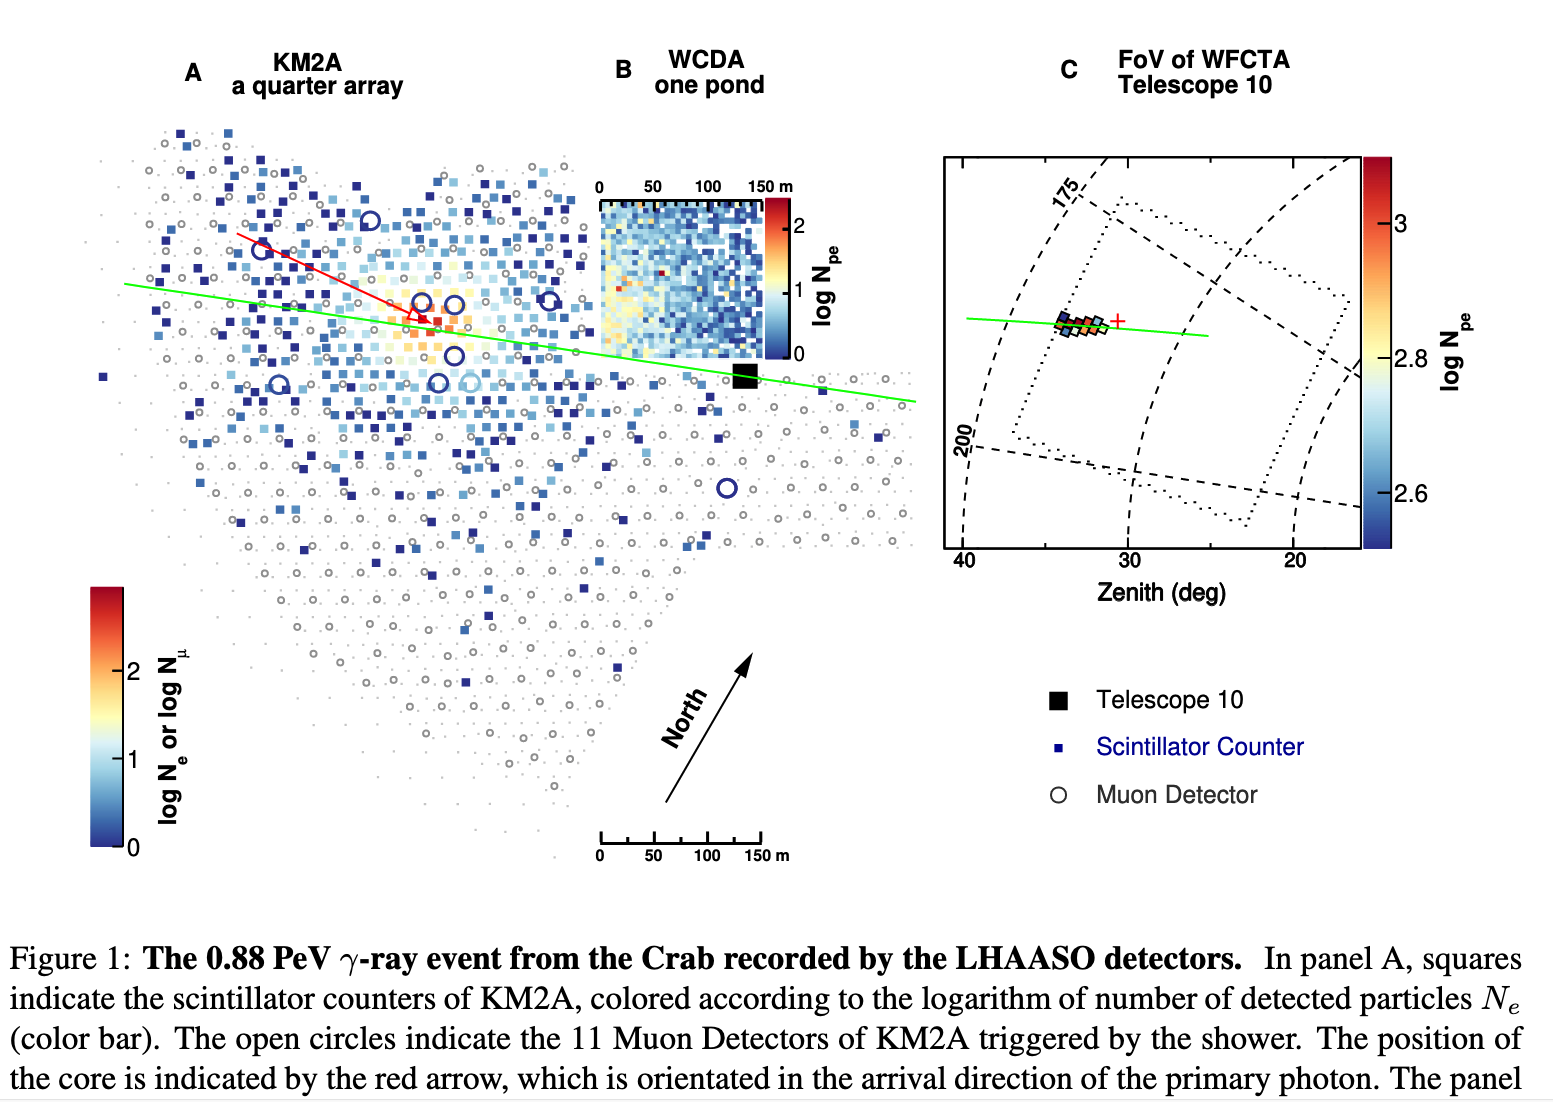 A
KM2A
a quarter array
B
WCDA
one pond
C
FoV of WFCTA
Telescope 10
0 50 100 150 m
2
1
0
log Npe
175
200
40 30 20
Zenith (deg)
3
2.8
2.6
log Npe
2
1
0
log Ne or log Nμ
North
0 50 100 150 m
Telescope 10
Scintillator Counter
Muon Detector
Figure 1: The 0.88 PeV γ-ray event from the Crab recorded by the LHAASO detectors. In panel A, squares
indicate the scintillator counters of KM2A, colored according to the logarithm of number of detected particles Ne
(color bar). The open circles indicate the 11 Muon Detectors of KM2A triggered by the shower. The position of
the core is indicated by the red arrow, which is orientated in the arrival direction of the primary photon. The panel